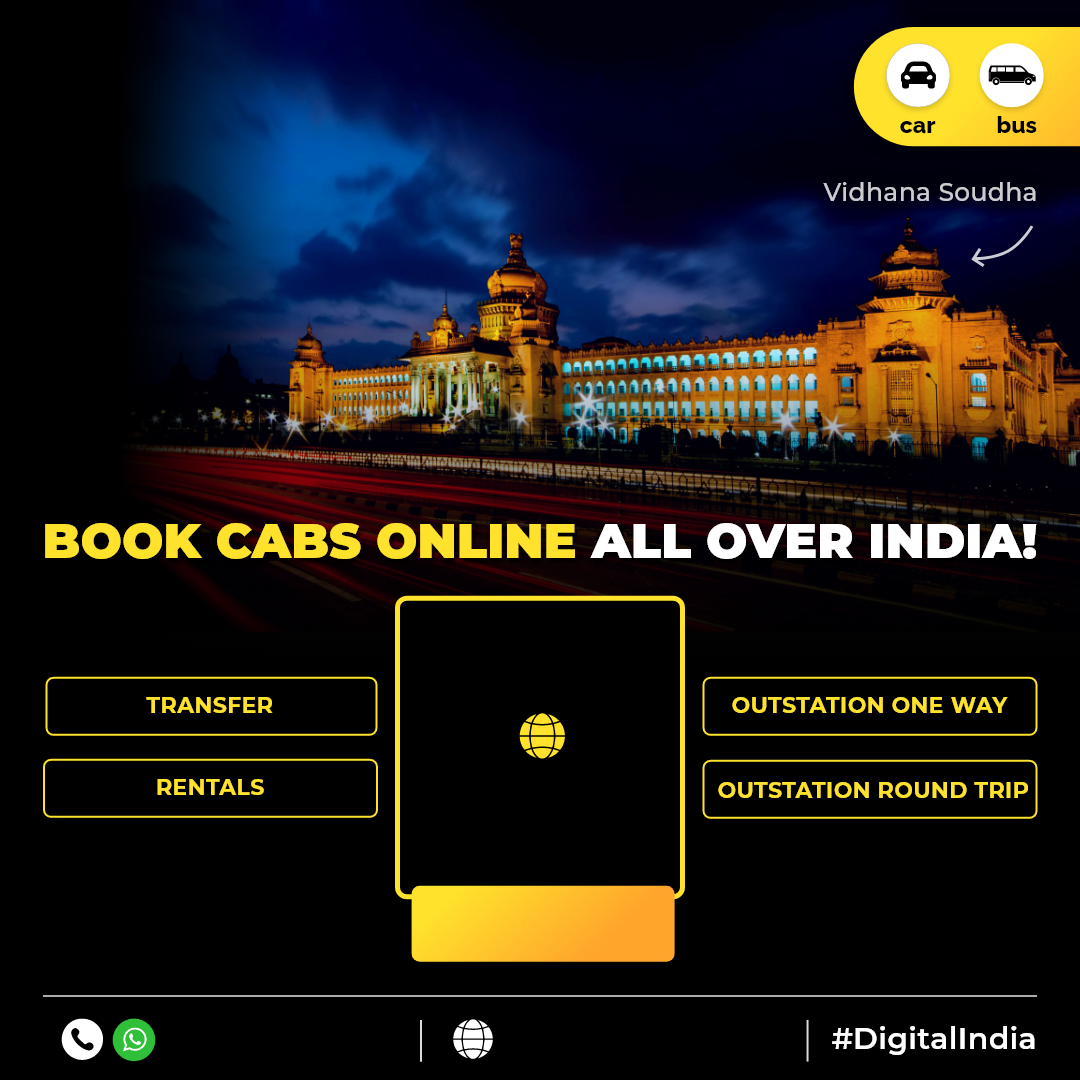 car
bus
Vidhana Soudha
BOOK CABS ONLINE ALL OVER INDIA!
TRANSFER
RENTALS
OUTSTATION ONE WAY
OUTSTATION ROUND TRIP
#DigitalIndia